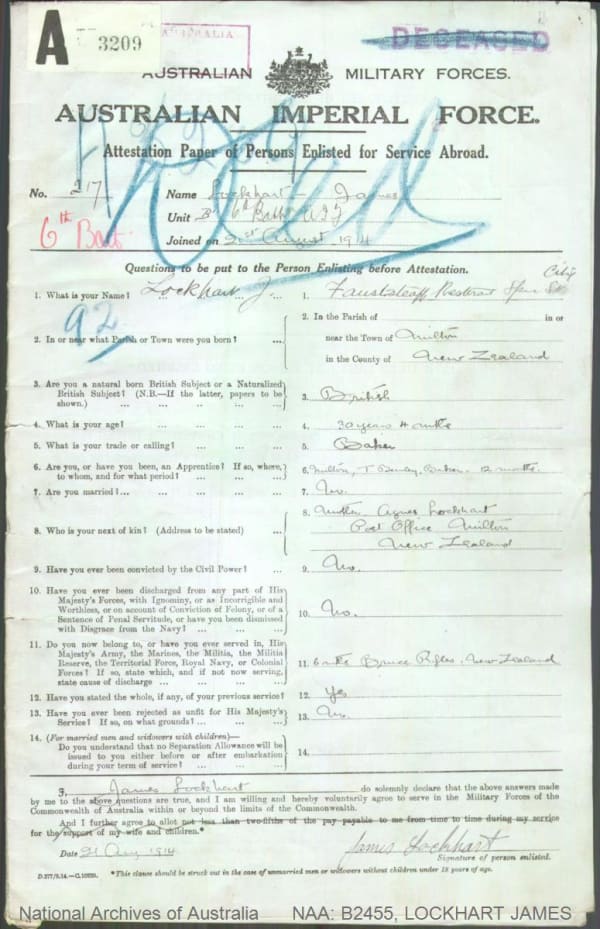 A 3209
AUSTRALIA
DECEASED
AUSTRALIAN MILITARY FORCES.
AUSTRALIAN IMPERIAL FORCE.
Attestation Paper of Persons Enlisted for Service Abroad.
No. 217 Name Lockhart James
6th Batt Unit 6th Batt A.I.F
Joined on 21st August 1914
Questions to be put to the Person Enlisting before Attestation.
1. What is your Name? ... Lockhart J. ... 1. City
92
2. In or near what Parish or Town were you born? ... 2. In the Parish of in or
near the Town of Milton
in the County of New Zealand
3. Are you a natural born British Subject or a Naturalized
British Subject? (N.B.—If the latter, papers to be
shown.) ... 3. British
4. What is your age? ... 4. 30 years 4 mths
5. What is your trade or calling? ... 5. Baker
6. Are you, or have you been, an Apprentice? If so, where,
to whom, and for what period? ... 6. Milton, T Baker. 12 months.
7. Are you married? ... 7. No.
8. Who is your next of kin? (Address to be stated) ... 8. Mother Agnes Lockhart
Post Office Milton
New Zealand
9. Have you ever been convicted by the Civil Power? 9. No.
10. Have you ever been discharged from any part of His
Majesty's Forces, with Ignominy, or as Incorrigible and
Worthless, or on account of Conviction of Felony, or of a
Sentence of Penal Servitude, or have you been dismissed
with Disgrace from the Navy? ... 10. No.
11. Do you now belong to, or have you ever served in, His
Majesty's Army, the Marines, the Militia, the Militia
Reserve, the Territorial Force, Royal Navy, or Colonial
Forces? If so, state which, and if not now serving,
state cause of discharge ... 11. 6 mths Bruce Rifles, New Zealand
12. Have you stated the whole, if any, of your previous service? 12. Yes
13. Have you ever been rejected as unfit for His Majesty's
Service? If so, on what grounds? ... 13. No.
14. (For married men and widowers with children)—
Do you understand that no Separation Allowance will be
issued to you either before or after embarkation
during your term of service? ... 14.
I, James Lockhart do solemnly declare that the above answers made
by me to the above questions are true, and I am willing and hereby voluntarily agree to serve in the Military Forces of the
Commonwealth of Australia within or beyond the limits of the Commonwealth.
And I further agree to allot not less than two-fifths of the pay payable to me from time to time during my service
for the support of my wife and children.*
Date 21 Aug 1914 James Lockhart
Signature of person enlisted.
D.377/8.14.—C.10929. *This clause should be struck out in the case of unmarried men or widowers without children under 18 years of age.
National Archives of Australia NAA: B2455, LOCKHART JAMES